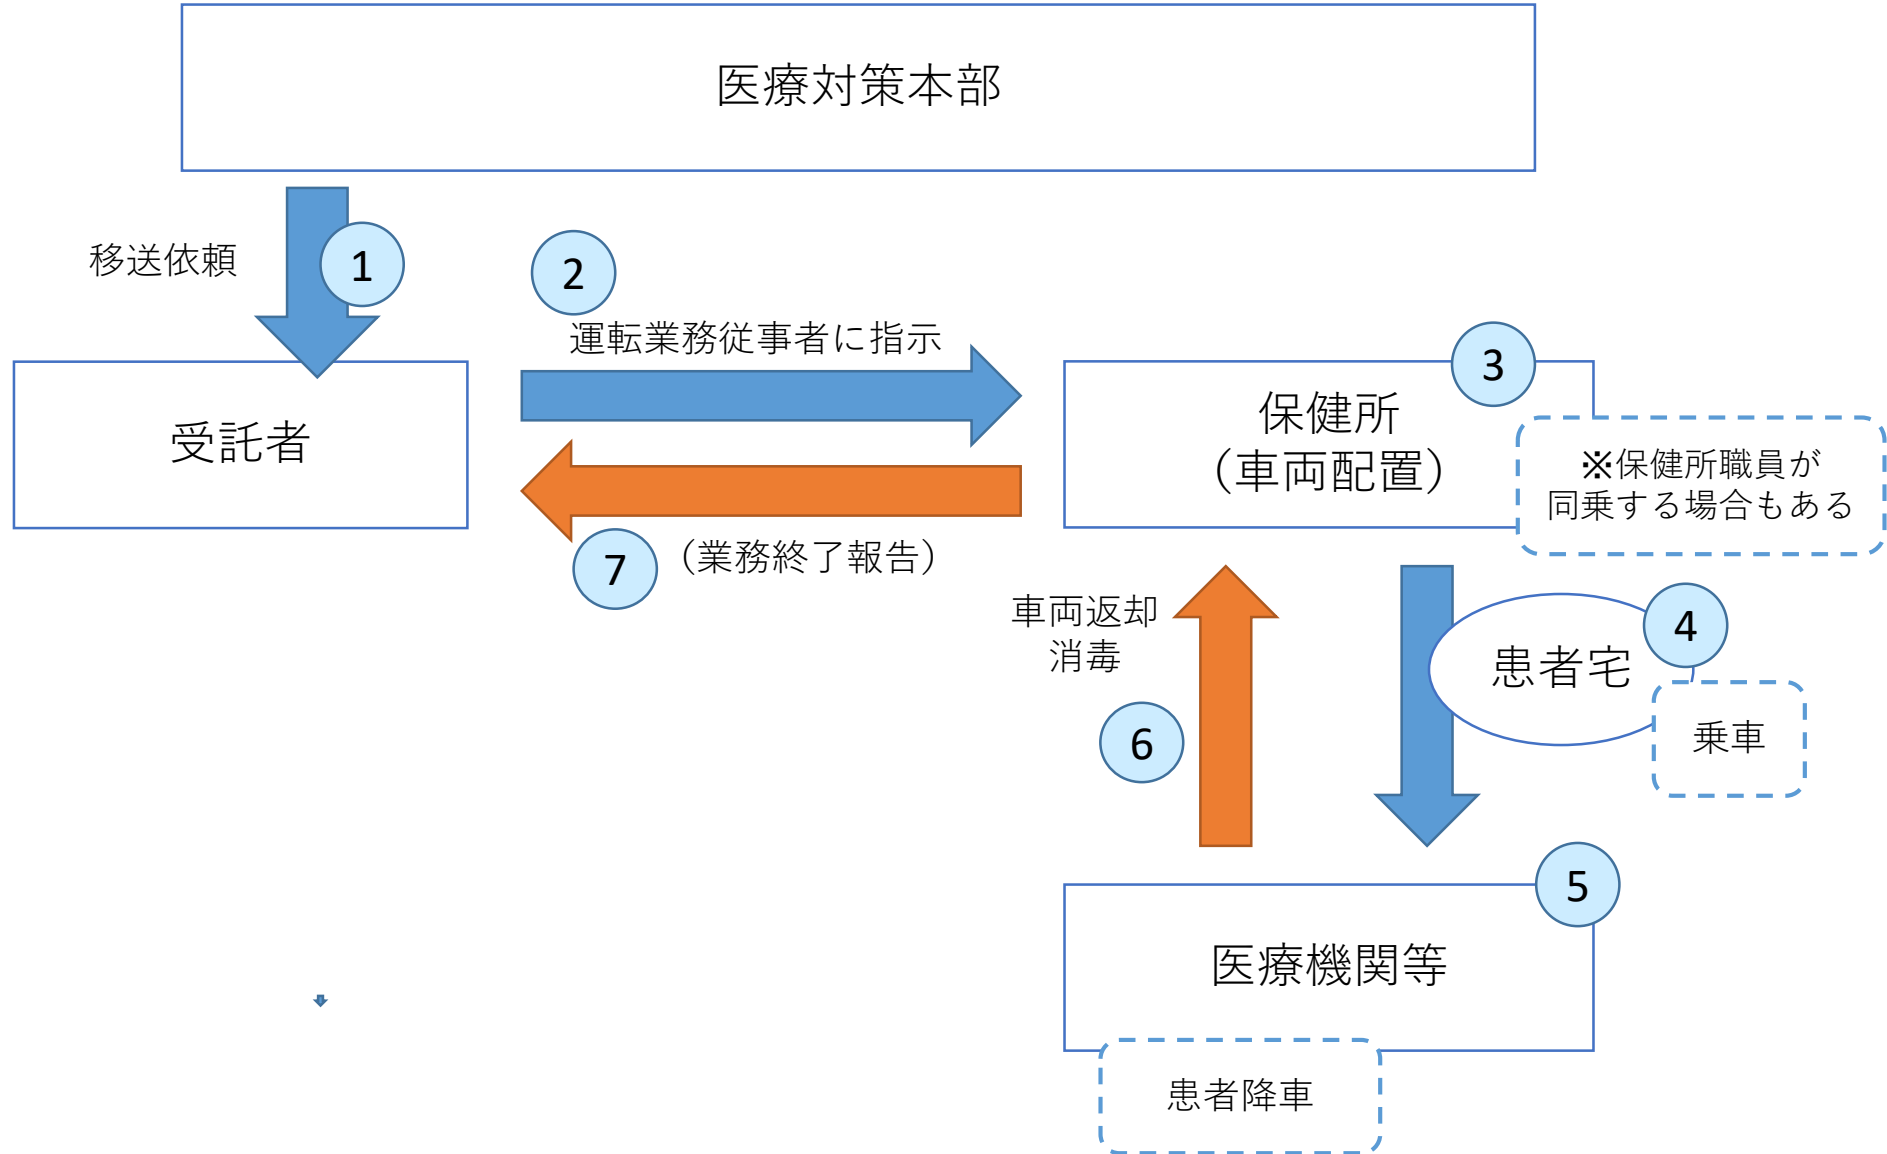 医療対策本部
移送依頼
1
2
運転業務従事者に指示
受託者
保健所
（車両配置）
3
※保健所職員が
同乗する場合もある
7
（業務終了報告）
車両返却
消毒
6
患者宅
4
乗車
5
医療機関等
患者降車